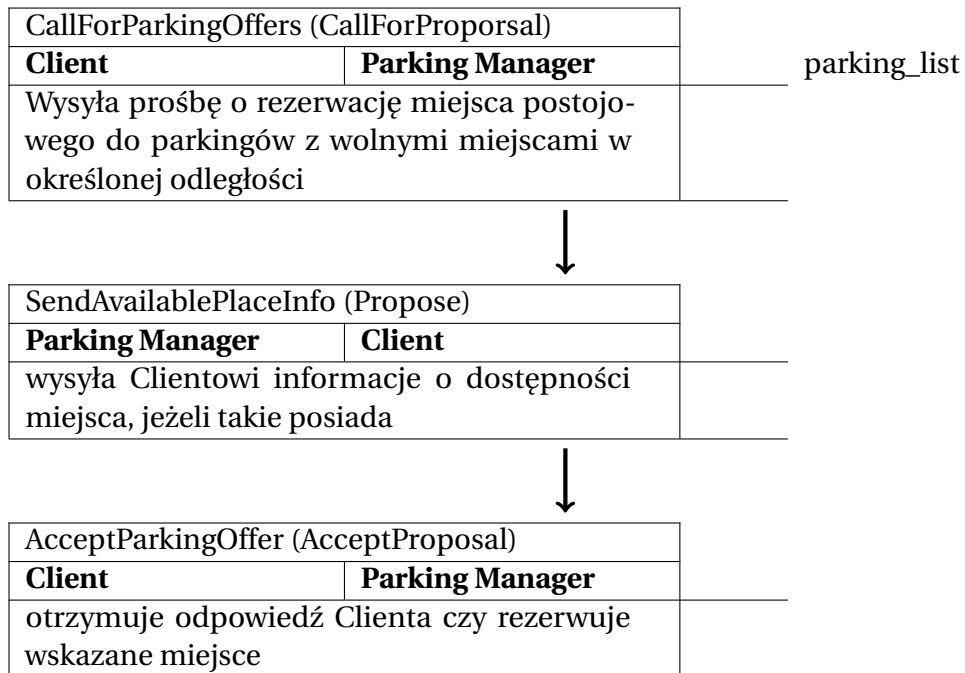 CallForParkingOffers (CallForProporsal)
Client Parking Manager parking_list
Wysyła prośbę o rezerwację miejsca postojo-
wego do parkingów z wolnymi miejscami w
określonej odległości
SendAvailablePlaceInfo (Propose)
Parking Manager Client
wysyła Clientowi informacje o dostępności
miejsca, jeżeli takie posiada
AcceptParkingOffer (AcceptProposal)
Client Parking Manager
otrzymuje odpowiedź Clienta czy rezerwuje
wskazane miejsce